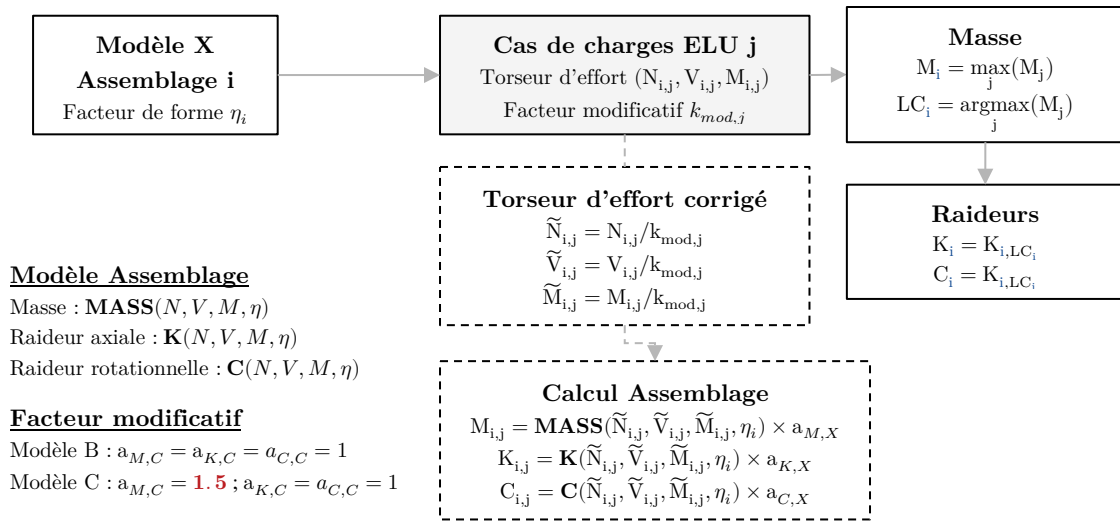 Modèle X
Assemblage i
Facteur de forme η_i
Cas de charges ELU j
Torseur d'effort (N_{i,j}, V_{i,j}, M_{i,j})
Facteur modificatif k_{mod,j}
Masse
M_i = max_j(M_j)
LC_i = argmax_j(M_j)
Torseur d'effort corrigé
Ñ_{i,j} = N_{i,j}/k_{mod,j}
Ṽ_{i,j} = V_{i,j}/k_{mod,j}
M̃_{i,j} = M_{i,j}/k_{mod,j}
Raideurs
K_i = K_{i,LC_i}
C_i = K_{i,LC_i}
Modèle Assemblage
Masse : MASS(N, V, M, η)
Raideur axiale : K(N, V, M, η)
Raideur rotationnelle : C(N, V, M, η)
Facteur modificatif
Modèle B : a_{M,C} = a_{K,C} = a_{C,C} = 1
Modèle C : a_{M,C} = 1.5 ; a_{K,C} = a_{C,C} = 1
Calcul Assemblage
M_{i,j} = MASS(Ñ_{i,j}, Ṽ_{i,j}, M̃_{i,j}, η_i) × a_{M,X}
K_{i,j} = K(Ñ_{i,j}, Ṽ_{i,j}, M̃_{i,j}, η_i) × a_{K,X}
C_{i,j} = C(Ñ_{i,j}, Ṽ_{i,j}, M̃_{i,j}, η_i) × a_{C,X}